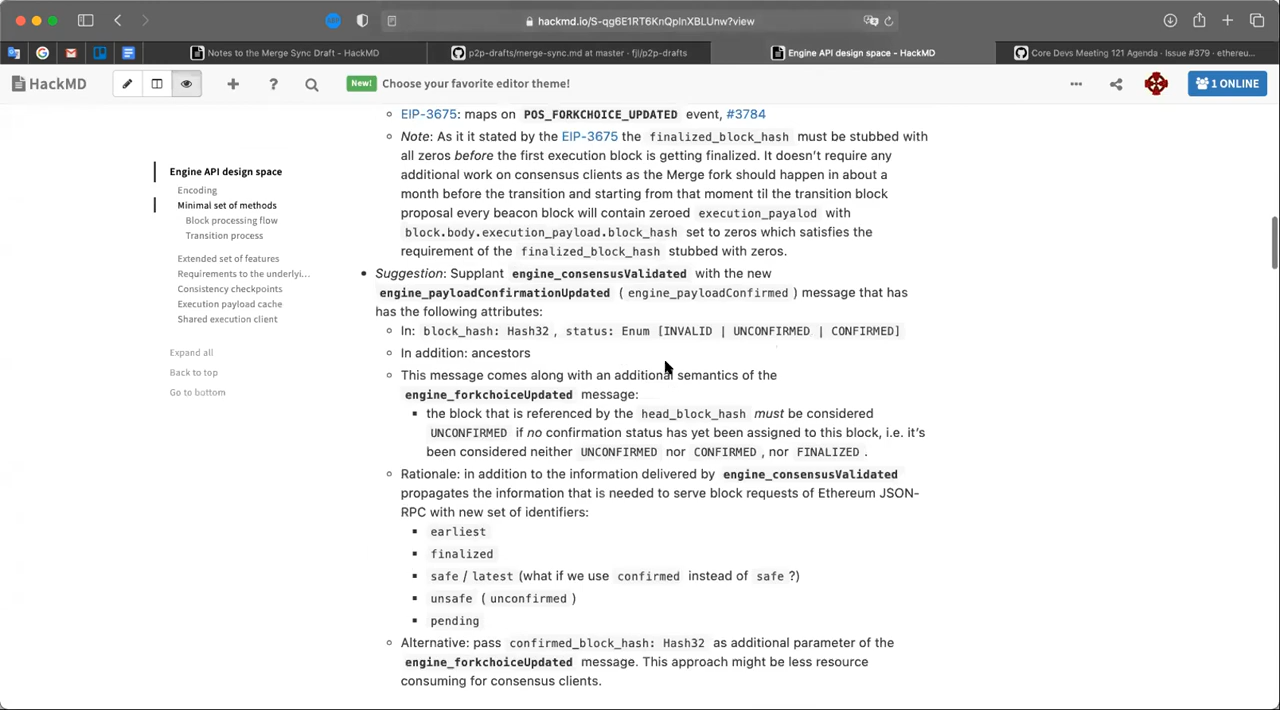 hackmd.io/S-qg6E1RT6KnQpInXBLUnw?view
Notes to the Merge Sync Draft - HackMD
p2p-drafts/merge-sync.md at master · fjl/p2p-drafts
Engine API design space - HackMD
Core Devs Meeting 121 Agenda · Issue #379 · ethereu...
HackMD
New!
Choose your favorite editor theme!
1 ONLINE
Engine API design space
Encoding
Minimal set of methods
Block processing flow
Transition process
Extended set of features
Requirements to the underlyi...
Consistency checkpoints
Execution payload cache
Shared execution client
Expand all
Back to top
Go to bottom
EIP-3675: maps on POS_FORKCHOICE_UPDATED event, #3784
Note: As it it stated by the EIP-3675 the finalized_block_hash must be stubbed with
all zeros before the first execution block is getting finalized. It doesn't require any
additional work on consensus clients as the Merge fork should happen in about a
month before the transition and starting from that moment til the transition block
proposal every beacon block will contain zeroed execution_payalod with
block.body.execution_payload.block_hash set to zeros which satisfies the
requirement of the finalized_block_hash stubbed with zeros.
Suggestion: Supplant engine_consensusValidated with the new
engine_payloadConfirmationUpdated ( engine_payloadConfirmed ) message that has
has the following attributes:
In: block_hash: Hash32 , status: Enum [INVALID | UNCONFIRMED | CONFIRMED]
In addition: ancestors
This message comes along with an additional semantics of the
engine_forkchoiceUpdated message:
the block that is referenced by the head_block_hash must be considered
UNCONFIRMED if no confirmation status has yet been assigned to this block, i.e. it's
been considered neither UNCONFIRMED nor CONFIRMED , nor FINALIZED .
Rationale: in addition to the information delivered by engine_consensusValidated
propagates the information that is needed to serve block requests of Ethereum JSON-
RPC with new set of identifiers:
earliest
finalized
safe / latest (what if we use confirmed instead of safe ?)
unsafe ( unconfirmed )
pending
Alternative: pass confirmed_block_hash: Hash32 as additional parameter of the
engine_forkchoiceUpdated message. This approach might be less resource
consuming for consensus clients.